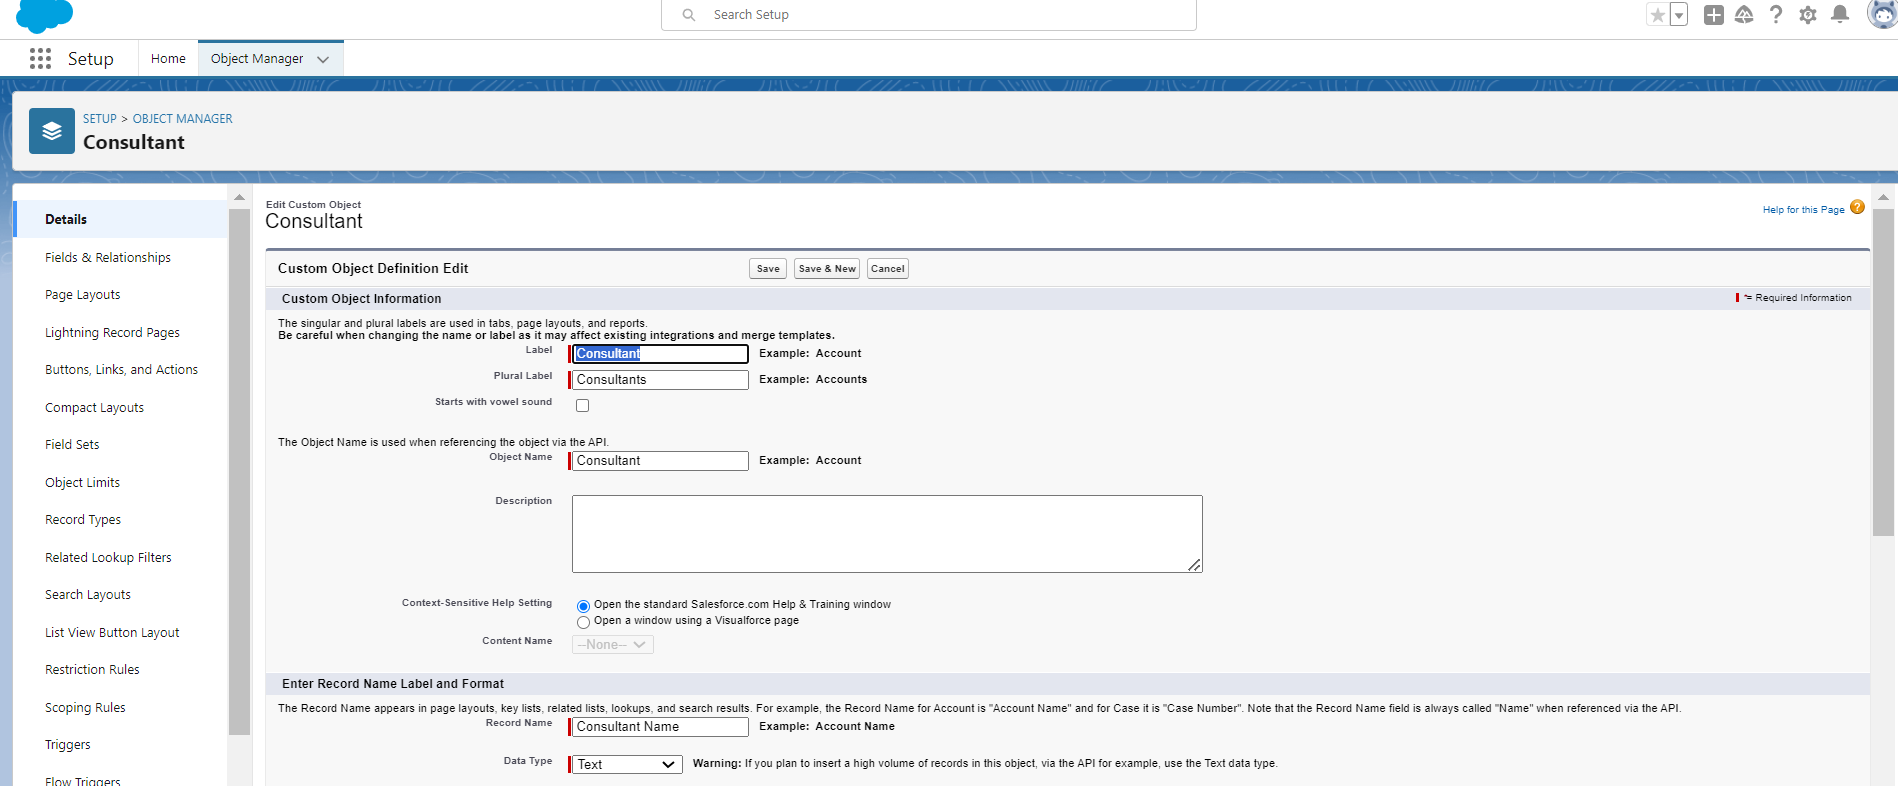 Search Setup
Setup
Home
Object Manager
SETUP > OBJECT MANAGER
Consultant
Details
Fields & Relationships
Page Layouts
Lightning Record Pages
Buttons, Links, and Actions
Compact Layouts
Field Sets
Object Limits
Record Types
Related Lookup Filters
Search Layouts
List View Button Layout
Restriction Rules
Scoping Rules
Triggers
Flow Triggers
Edit Custom Object
Consultant
Help for this Page ?
Custom Object Definition Edit
Save
Save & New
Cancel
Custom Object Information
*= Required Information
The singular and plural labels are used in tabs, page layouts, and reports.
Be careful when changing the name or label as it may affect existing integrations and merge templates.
Label Consultant Example: Account
Plural Label Consultants Example: Accounts
Starts with vowel sound
The Object Name is used when referencing the object via the API.
Object Name Consultant Example: Account
Description
Context-Sensitive Help Setting Open the standard Salesforce.com Help & Training window
Open a window using a Visualforce page
Content Name --None--
Enter Record Name Label and Format
The Record Name appears in page layouts, key lists, related lists, lookups, and search results. For example, the Record Name for Account is "Account Name" and for Case it is "Case Number". Note that the Record Name field is always called "Name" when referenced via the API.
Record Name Consultant Name Example: Account Name
Data Type Text Warning: If you plan to insert a high volume of records in this object, via the API for example, use the Text data type.